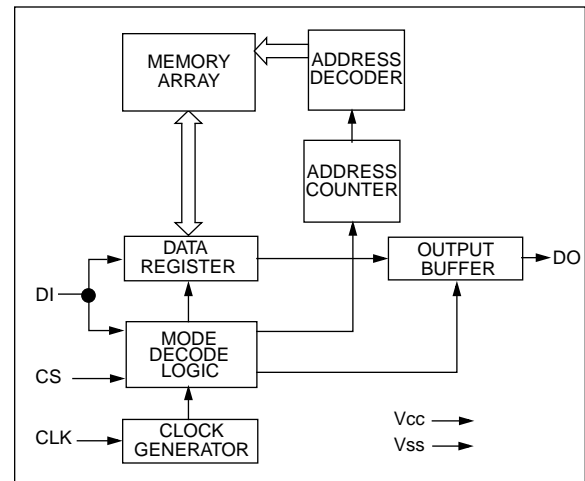 MEMORY
ARRAY
ADDRESS
DECODER
ADDRESS
COUNTER
DATA
REGISTER
OUTPUT
BUFFER
DO
DI
MODE
DECODE
LOGIC
CS
CLK
CLOCK
GENERATOR
Vcc
Vss